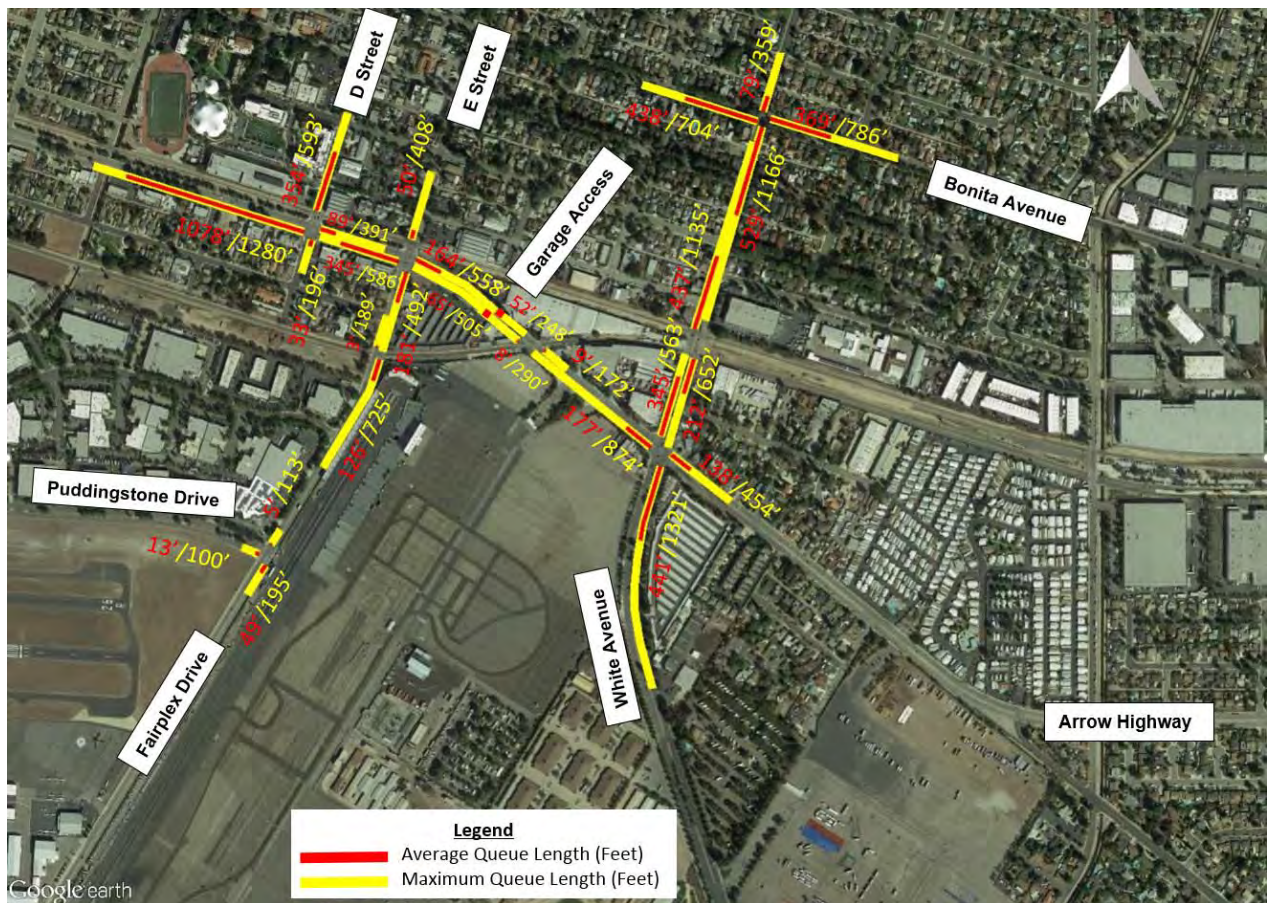 D Street
E Street
79'/359'
438'/704'
369'/786'
354'/593'
50'/408'
Garage Access
Bonita Avenue
529'/1166'
89'/391'
1078'/1280'
345'/586
164'/558'
437'/1135'
33'/196'
3'/189'
181'/492'
65'/505'
52'/248'
8'/290'
9'/172'
345'/563'
212'/652'
177'/874'
138'/454'
126'/725'
Puddingstone Drive
5'/113'
13'/100'
49'/195'
441'/1321'
White Avenue
Fairplex Drive
Arrow Highway
N
Legend
Average Queue Length (Feet)
Maximum Queue Length (Feet)
Google earth